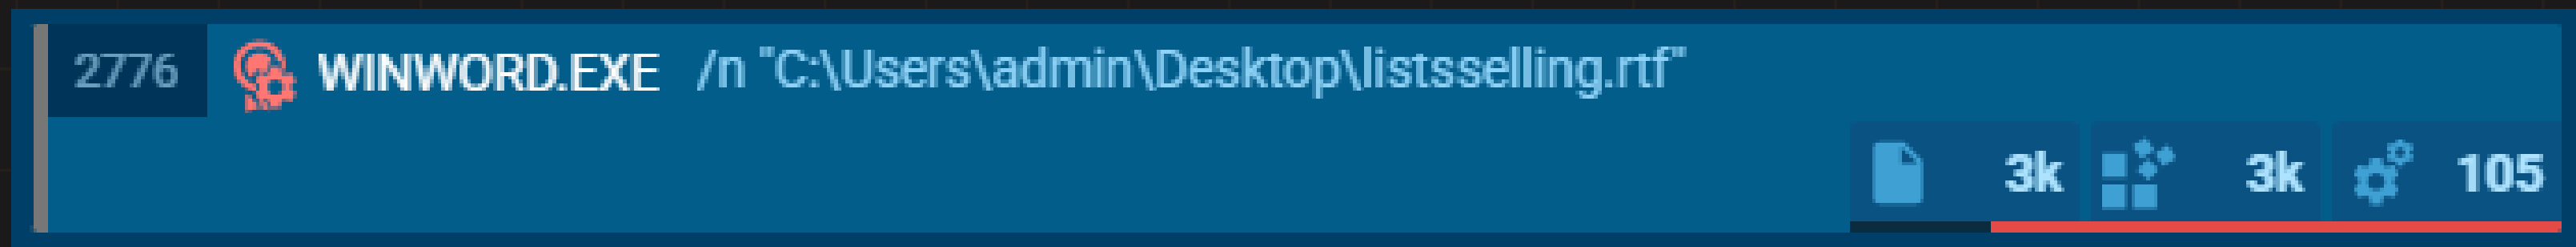 2776 WINWORD.EXE /n "C:\Users\admin\Desktop\listsselling.rtf"
3k 3k 105